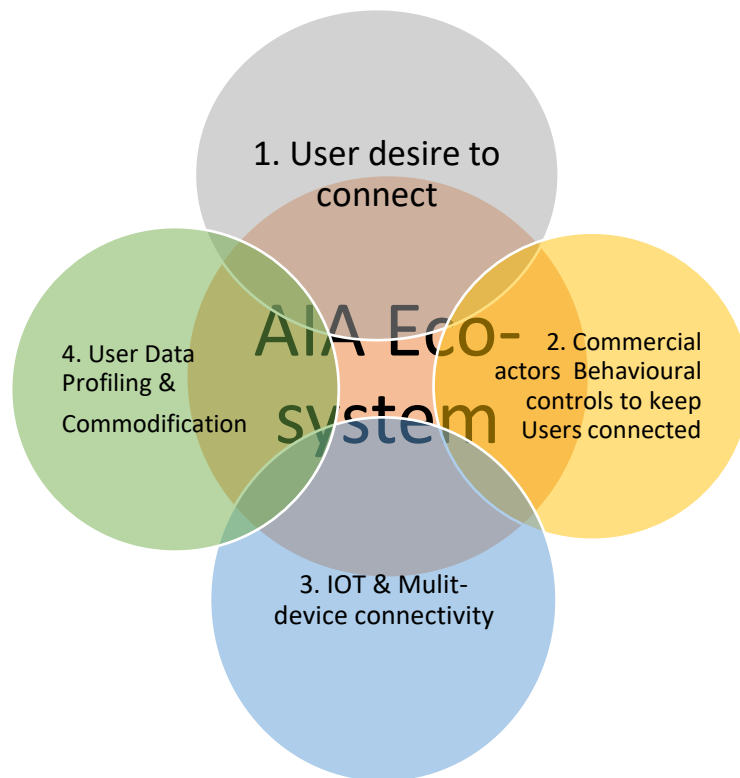 1. User desire to
connect
AIA Eco-
system
2. Commercial
actors  Behavioural
controls to keep
Users connected
3. IOT & Mulit-
device connectivity
4. User Data
Profiling &
Commodification